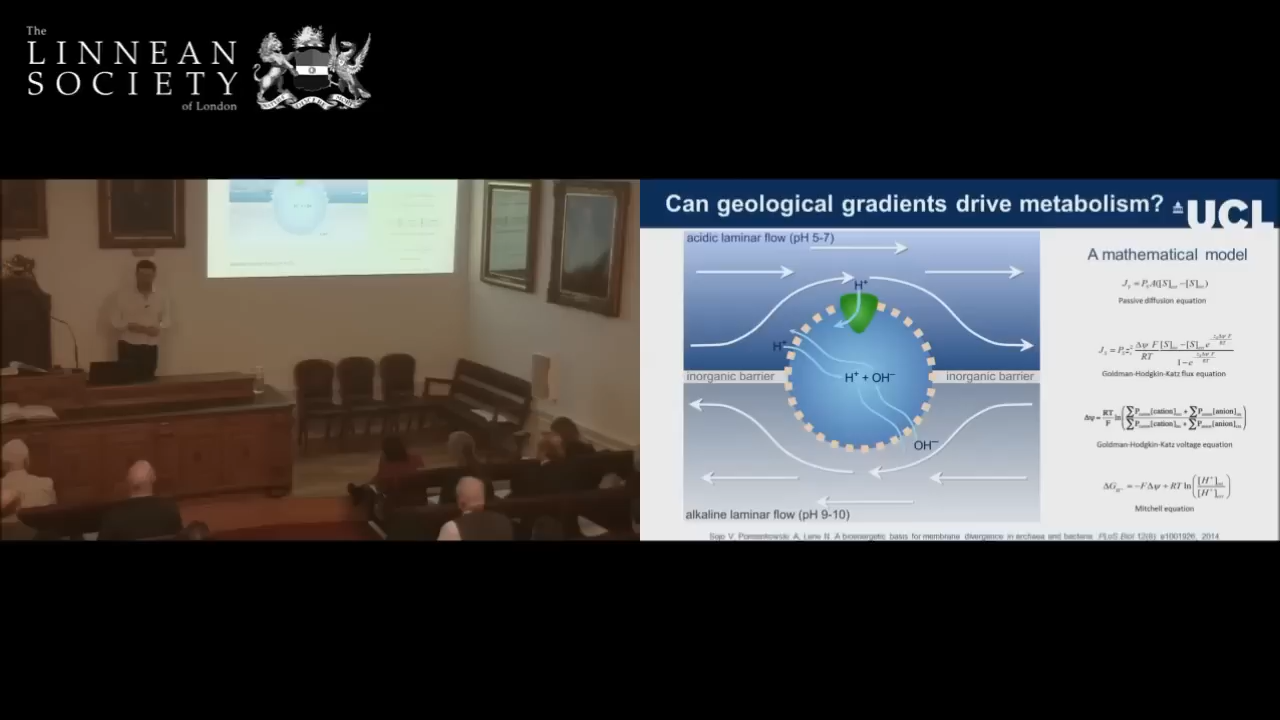 The
LINNEAN
SOCIETY
of London
Can geological gradients drive metabolism?
UCL
acidic laminar flow (pH 5-7)
H⁺
H⁺
inorganic barrier
H⁺ + OH⁻
inorganic barrier
OH⁻
alkaline laminar flow (pH 9-10)
A mathematical model
Passive diffusion equation
Goldman-Hodgkin-Katz flux equation
Goldman-Hodgkin-Katz voltage equation
Mitchell equation
Sojo V, Pomiankowski A, Lane N. A bioenergetic basis for membrane divergence in archaea and bacteria. PLoS Biol 12(8): e1001926, 2014